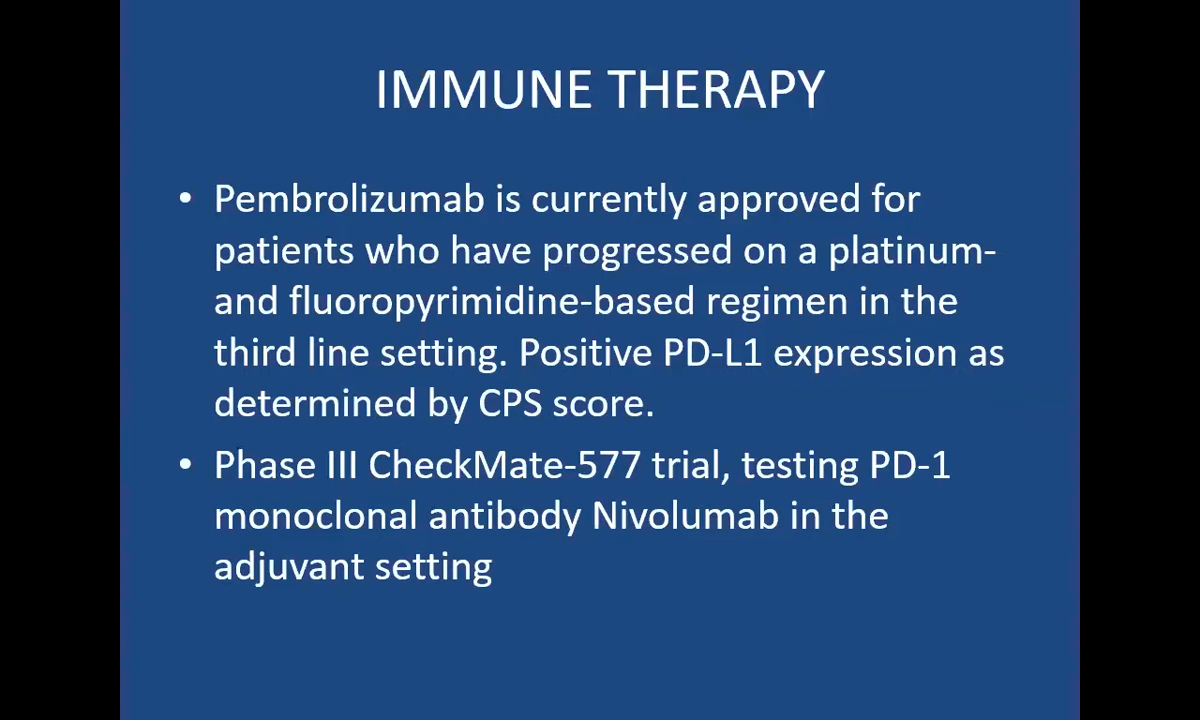 IMMUNE THERAPY
• Pembrolizumab is currently approved for
patients who have progressed on a platinum-
and fluoropyrimidine-based regimen in the
third line setting. Positive PD-L1 expression as
determined by CPS score.
• Phase III CheckMate-577 trial, testing PD-1
monoclonal antibody Nivolumab in the
adjuvant setting